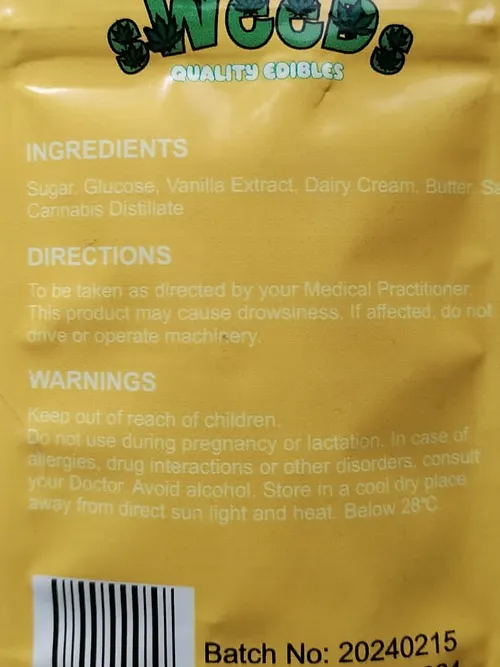 sWeeDs
QUALITY EDIBLES
INGREDIENTS
Sugar, Glucose, Vanilla Extract, Dairy Cream, Butter,
Cannabis Distillate
DIRECTIONS
To be taken as directed by your Medical Practitioner.
This product may cause drowsiness. If affected, do not
drive or operate machinery.
WARNINGS
Keep out of reach of children.
Do not use during pregnancy or lactation. In case of
allergies, drug interactions or other disorders, consult
your Doctor. Avoid alcohol. Store in a cool dry place
away from direct sun light and heat. Below 28°C.
Batch No: 20240215